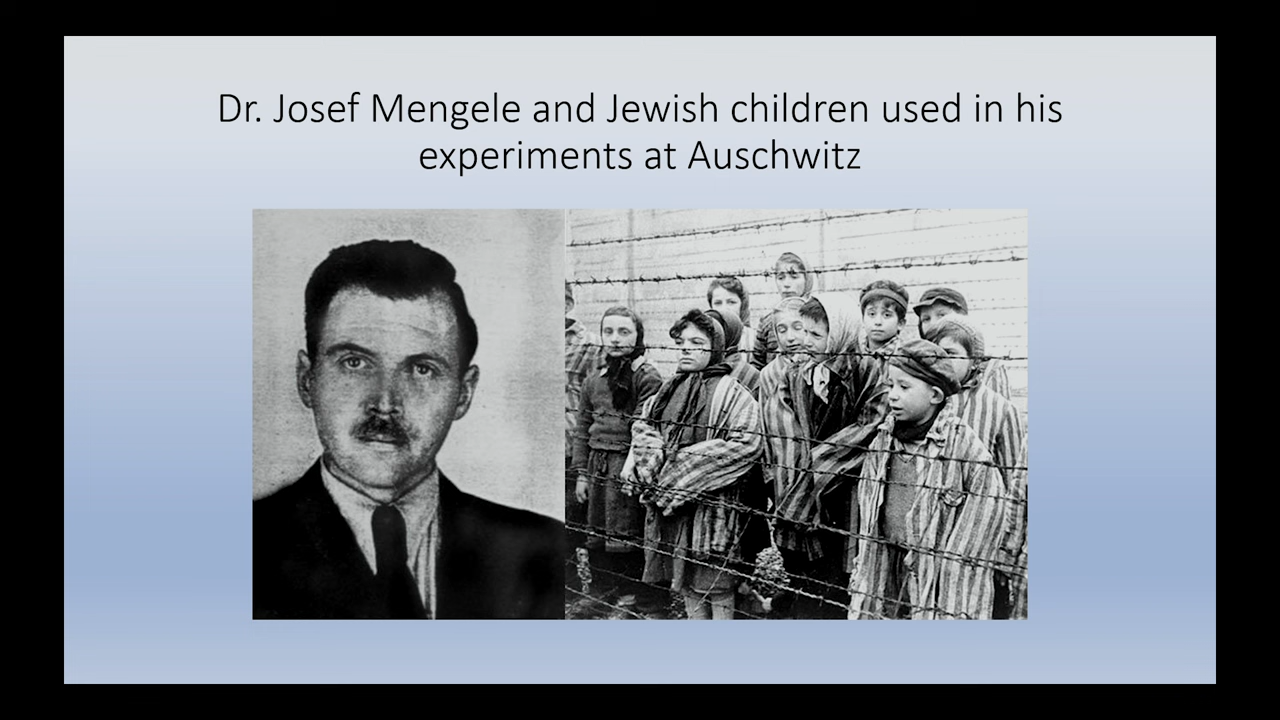 Dr. Josef Mengele and Jewish children used in his
experiments at Auschwitz